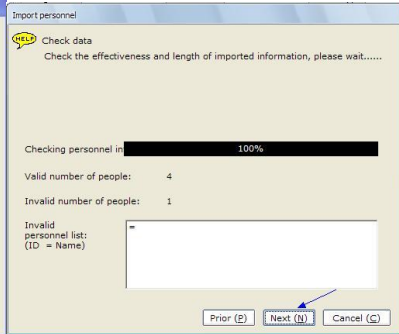 Import personnel
HELP Check data
Check the effectiveness and length of imported information, please wait......
Checking personnel in 100%
Valid number of people: 4
Invalid number of people: 1
Invalid
personnel list:
(ID = Name)
=
Prior (P) Next (N) Cancel (C)